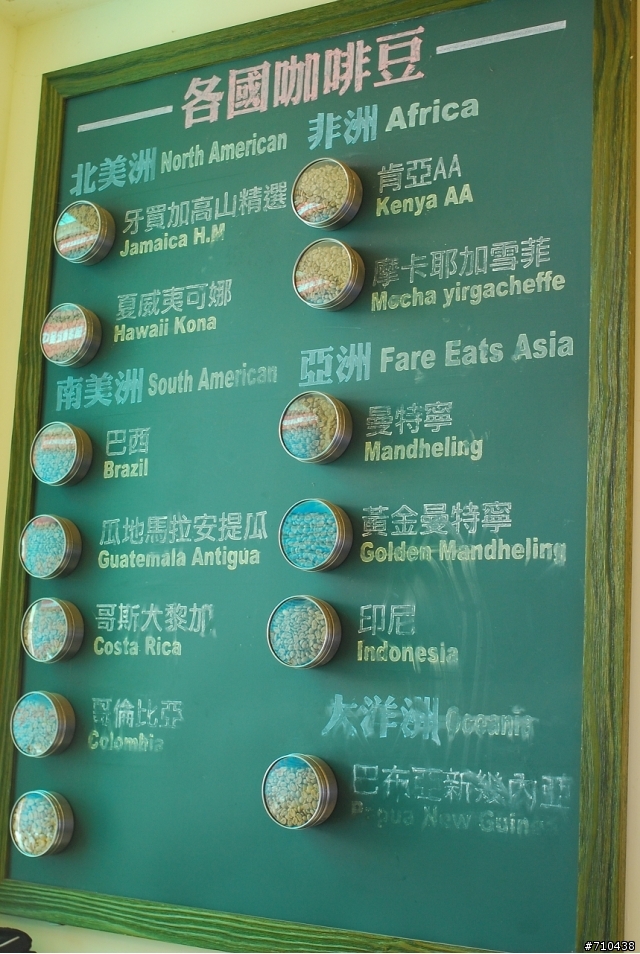 各國咖啡豆
北美洲 North American
牙買加高山精選
Jamaica H.M
夏威夷可娜
Hawaii Kona
南美洲 South American
巴西
Brazil
瓜地馬拉安提瓜
Guatemala Antigua
哥斯大黎加
Costa Rica
哥倫比亞
Colombia
非洲 Africa
肯亞AA
Kenya AA
摩卡耶加雪菲
Mocha yirgacheffe
亞洲 Fare Eats Asia
曼特寧
Mandheling
黃金曼特寧
Golden Mandheling
印尼
Indonesia
大洋洲 Oceania
巴布亞新幾內亞
Papua New Guinea
#710438